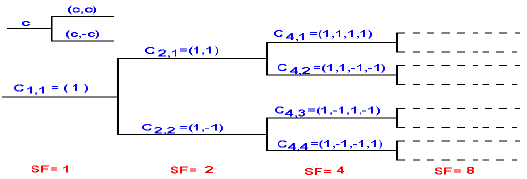 (c,c)
c
(c,-c)
C4,1=(1,1,1,1)
C2,1=(1,1)
C4,2=(1,1,-1,-1)
C1,1 = ( 1 )
C4,3=(1,-1,1,-1)
C2,2=(1,-1)
C4,4=(1,-1,-1,1)
SF= 1
SF= 2
SF= 4
SF= 8